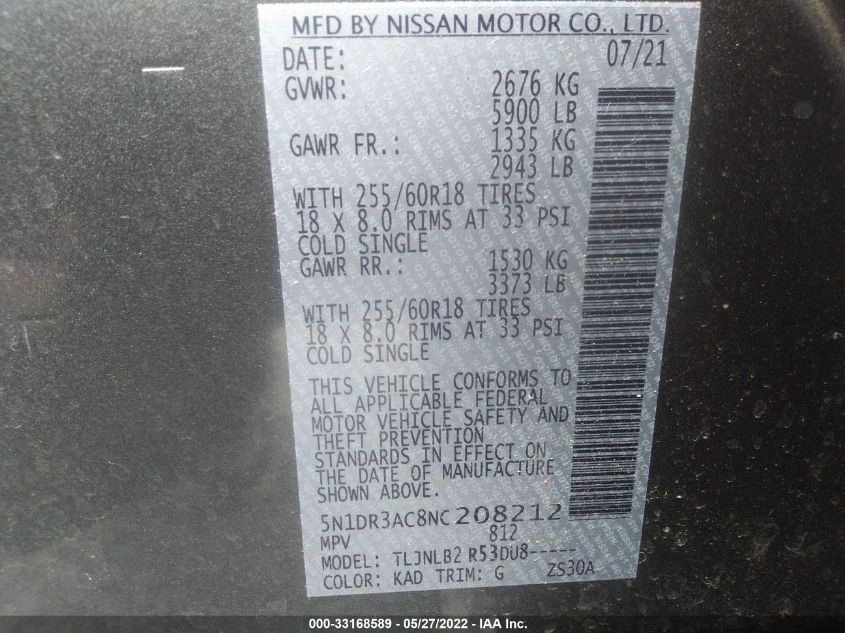 MFD BY NISSAN MOTOR CO., LTD.
DATE: 07/21
GVWR: 2676 KG
5900 LB
GAWR FR.: 1335 KG
2943 LB
WITH 255/60R18 TIRES
18 X 8.0 RIMS AT 33 PSI
COLD SINGLE
GAWR RR.: 1530 KG
3373 LB
WITH 255/60R18 TIRES
18 X 8.0 RIMS AT 33 PSI
COLD SINGLE
THIS VEHICLE CONFORMS TO
ALL APPLICABLE FEDERAL
MOTOR VEHICLE SAFETY AND
THEFT PREVENTION
STANDARDS IN EFFECT ON
THE DATE OF MANUFACTURE
SHOWN ABOVE.
5N1DR3AC8NC208212
MPV 812
MODEL: TLJNLB2 R53DU8-----
COLOR: KAD TRIM: G ZS30A
000-33168589 - 05/27/2022 - IAA Inc.